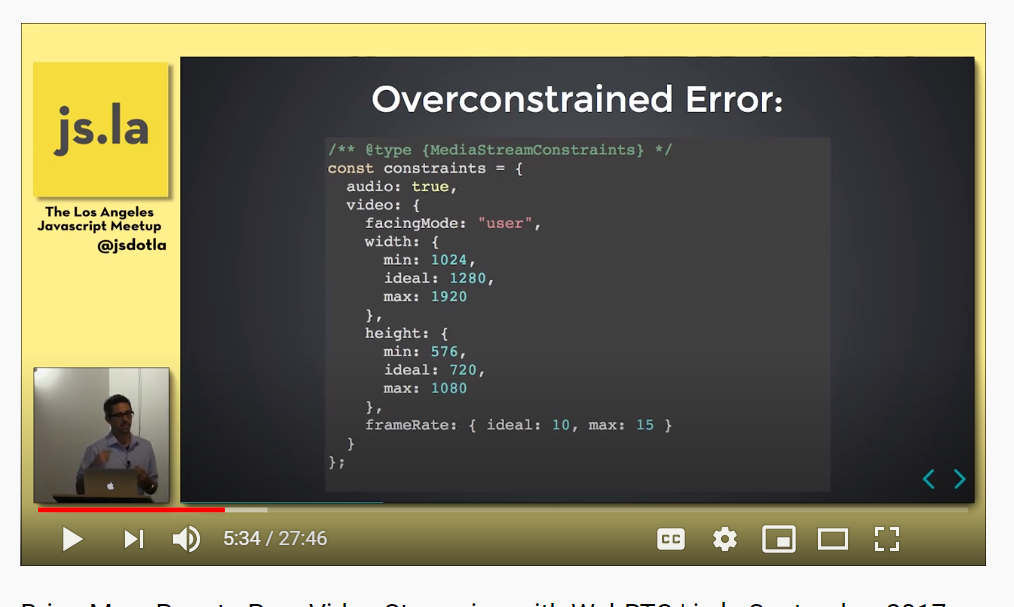 js.la
The Los Angeles
Javascript Meetup
@jsdotla
Overconstrained Error:
/** @type {MediaStreamConstraints} */
const constraints = {
  audio: true,
  video: {
    facingMode: "user",
    width: {
      min: 1024,
      ideal: 1280,
      max: 1920
    },
    height: {
      min: 576,
      ideal: 720,
      max: 1080
    },
    frameRate: { ideal: 10, max: 15 }
  }
};
5:34 / 27:46
CC